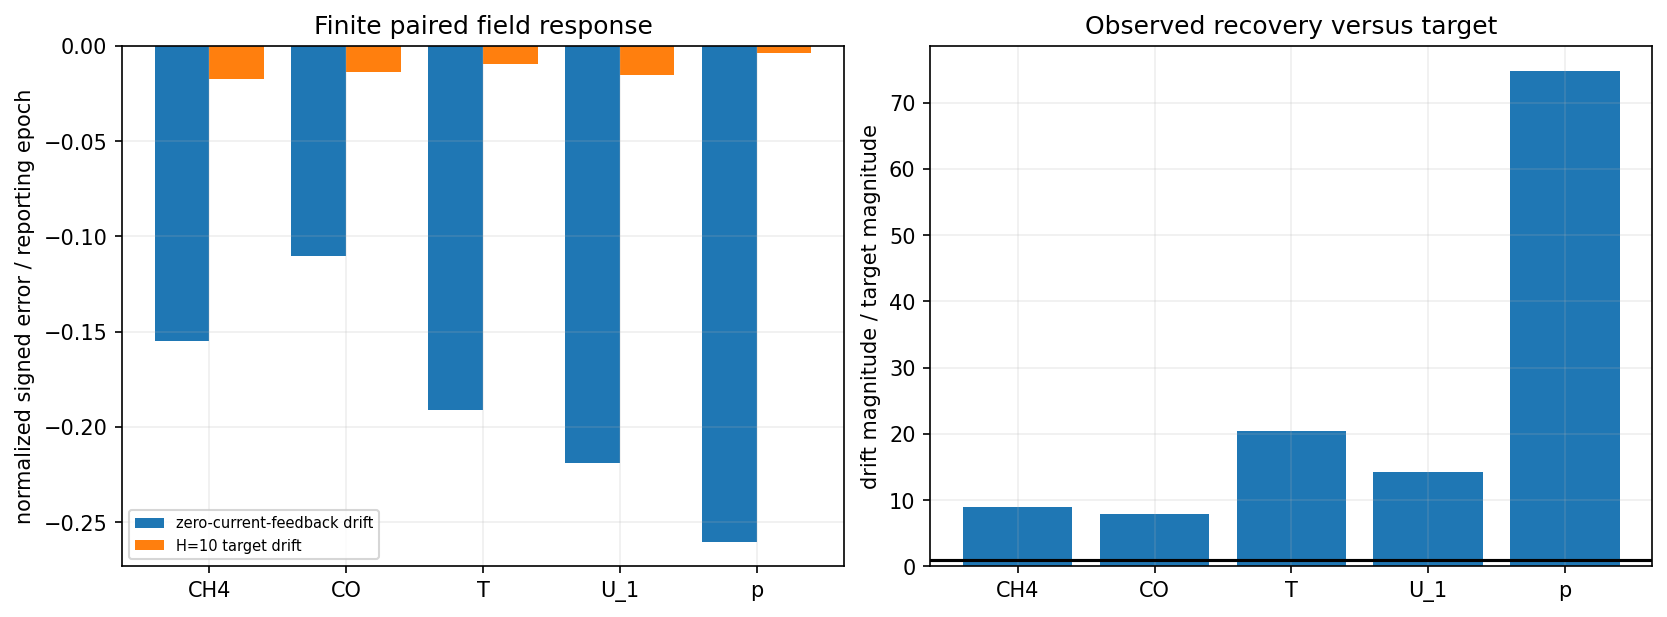 Finite paired field response
normalized signed error / reporting epoch
0.00
−0.05
−0.10
−0.15
−0.20
−0.25
zero-current-feedback drift
H=10 target drift
CH4 CO T U_1 p
Observed recovery versus target
drift magnitude / target magnitude
70
60
50
40
30
20
10
0
CH4 CO T U_1 p